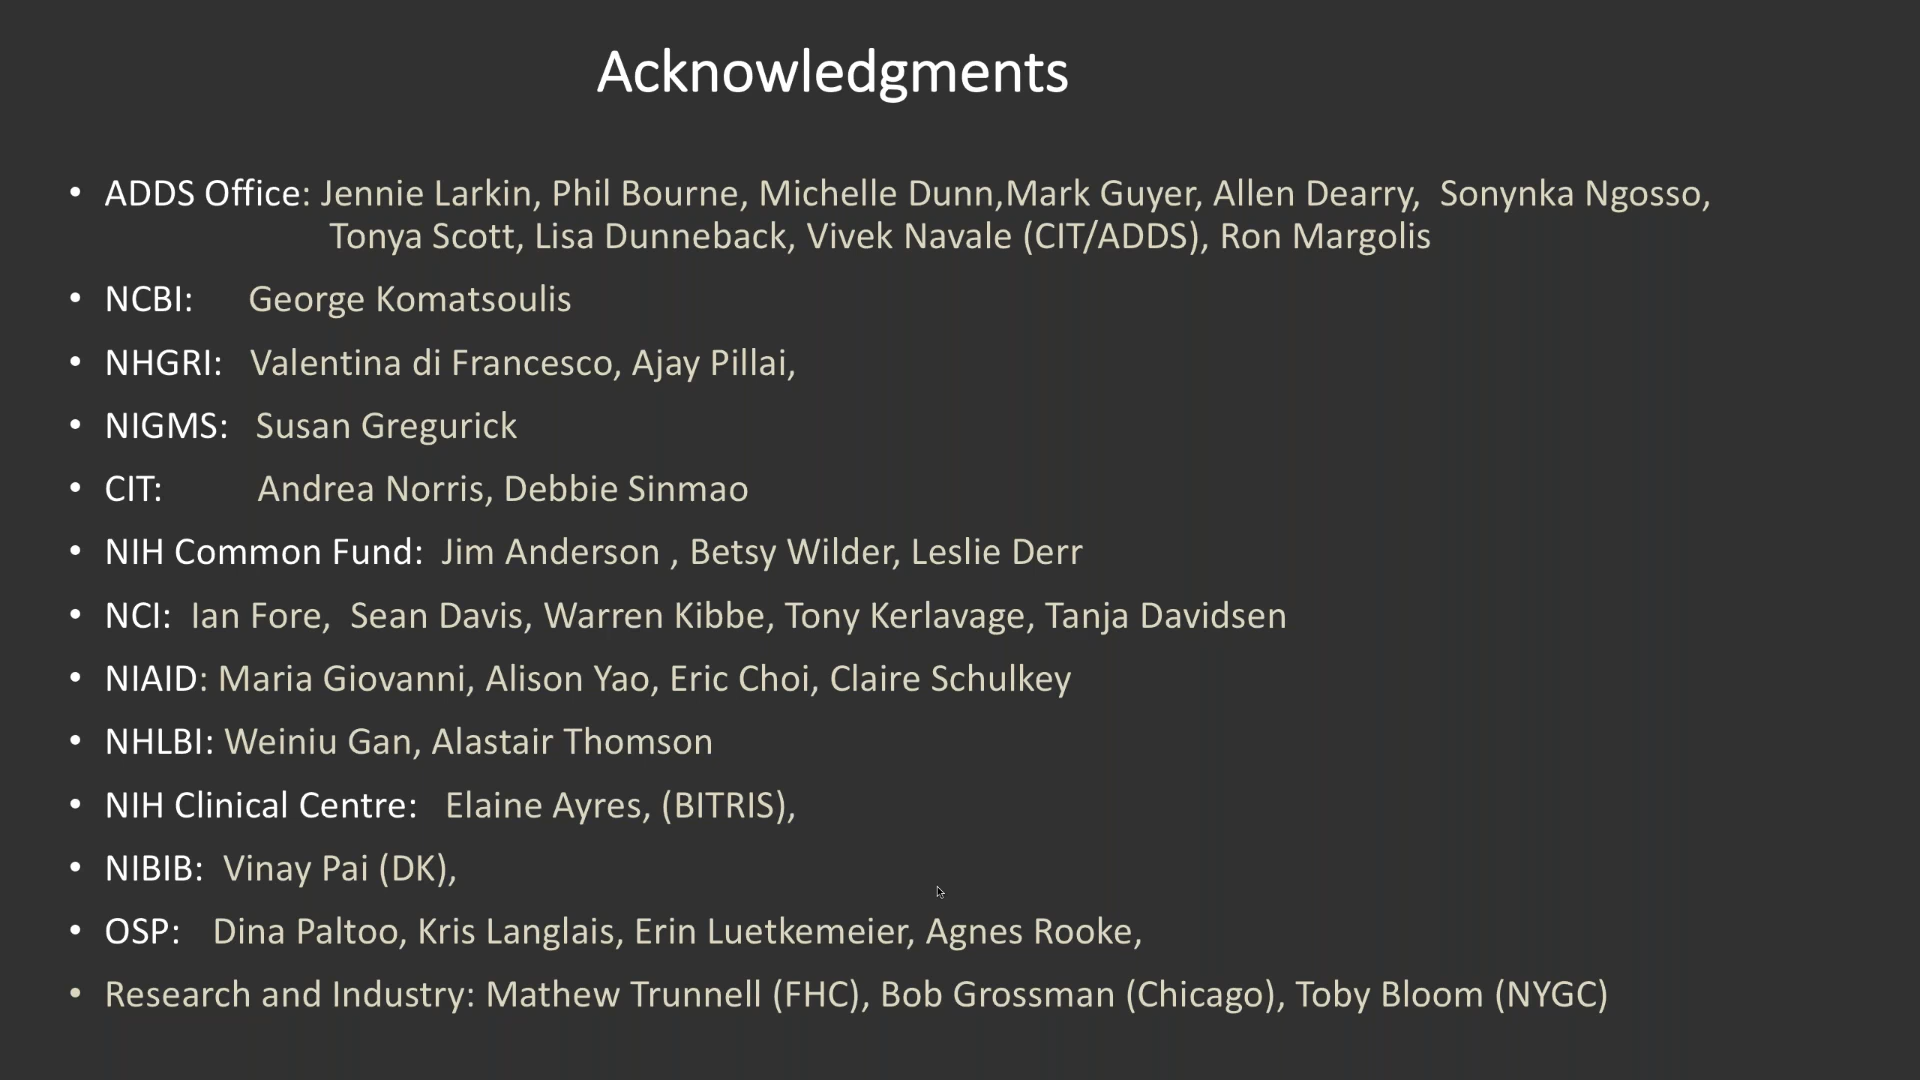 Acknowledgments
• ADDS Office: Jennie Larkin, Phil Bourne, Michelle Dunn,Mark Guyer, Allen Dearry, Sonynka Ngosso,
Tonya Scott, Lisa Dunneback, Vivek Navale (CIT/ADDS), Ron Margolis
• NCBI: George Komatsoulis
• NHGRI: Valentina di Francesco, Ajay Pillai,
• NIGMS: Susan Gregurick
• CIT: Andrea Norris, Debbie Sinmao
• NIH Common Fund: Jim Anderson , Betsy Wilder, Leslie Derr
• NCI: Ian Fore, Sean Davis, Warren Kibbe, Tony Kerlavage, Tanja Davidsen
• NIAID: Maria Giovanni, Alison Yao, Eric Choi, Claire Schulkey
• NHLBI: Weiniu Gan, Alastair Thomson
• NIH Clinical Centre: Elaine Ayres, (BITRIS),
• NIBIB: Vinay Pai (DK),
• OSP: Dina Paltoo, Kris Langlais, Erin Luetkemeier, Agnes Rooke,
• Research and Industry: Mathew Trunnell (FHC), Bob Grossman (Chicago), Toby Bloom (NYGC)